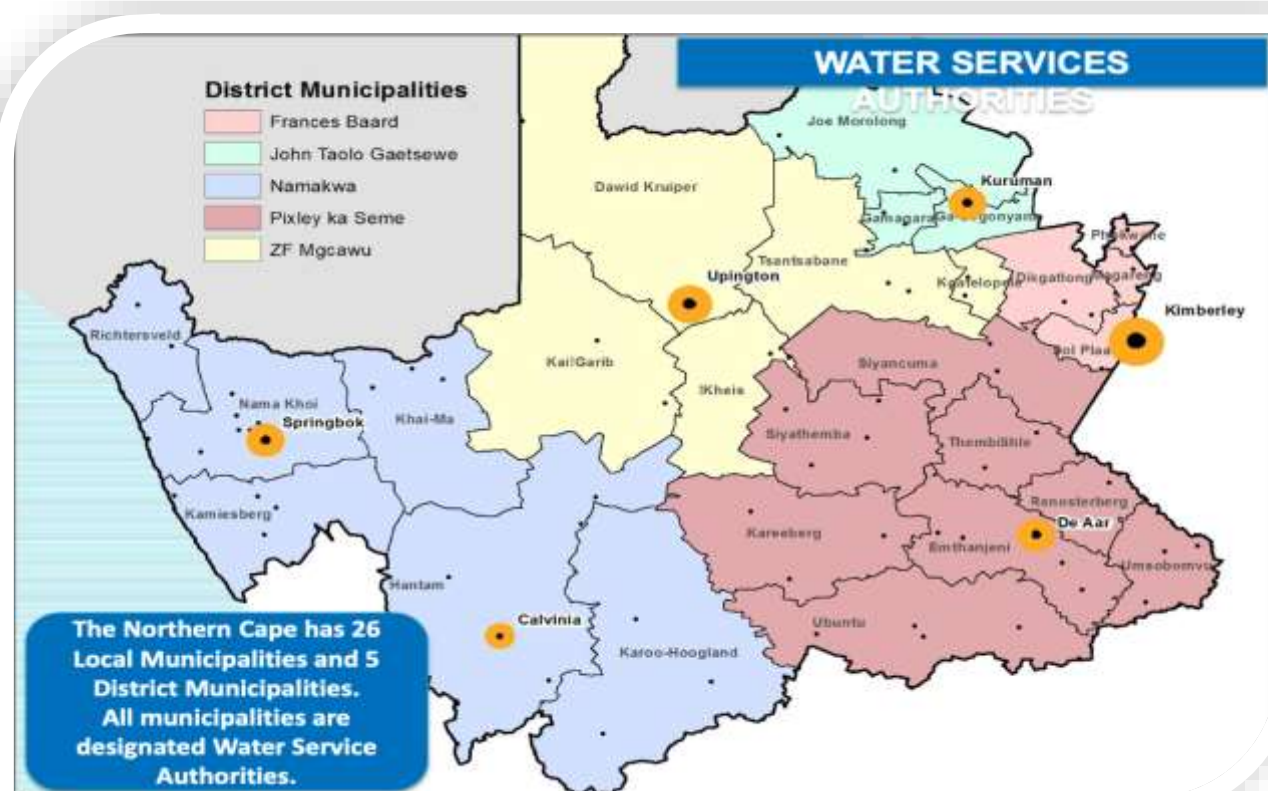 WATER SERVICES
AUTHORITIES
District Municipalities
Frances Baard
John Taolo Gaetsewe
Namakwa
Pixley ka Seme
ZF Mgcawu
Joe Morolong
Kuruman
Dawid Kruiper
Gamagara
Tsantsabane
Upington
Dikgatlong
Kimberley
Richtersveld
Kai!Garib
Siyancuma
!Kheis
Nama Khoi
Springbok
Khai-Ma
Siyathemba
Thembilihle
Kamiesberg
Renosterberg
De Aar
Kareeberg
Emthanjeni
Umsobomvu
Hantam
Calvinia
Ubuntu
Karoo-Hoogland
The Northern Cape has 26
Local Municipalities and 5
District Municipalities.
All municipalities are
designated Water Service
Authorities.